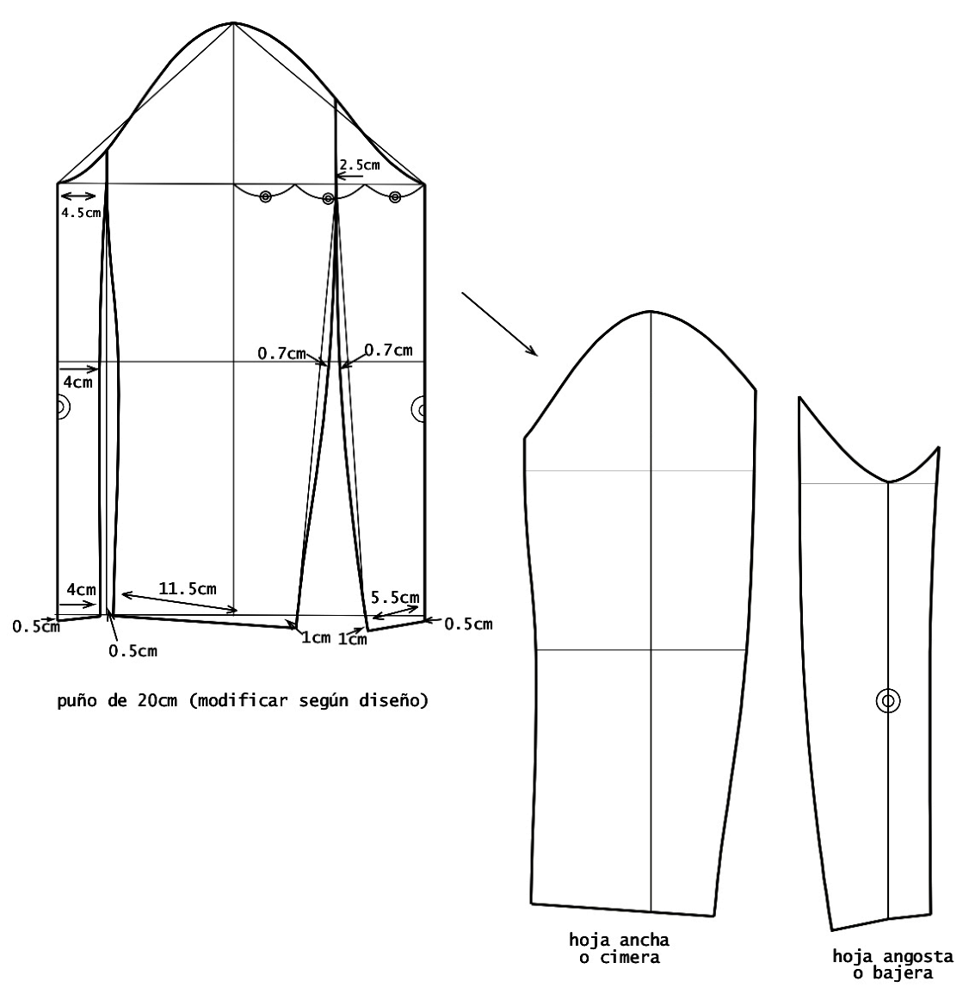 2.5cm
4.5cm
0.7cm
0.7cm
4cm
4cm
11.5cm
5.5cm
0.5cm
0.5cm
1cm
1cm
0.5cm
puño de 20cm (modificar según diseño)
hoja ancha
o cimera
hoja angosta
o bajera